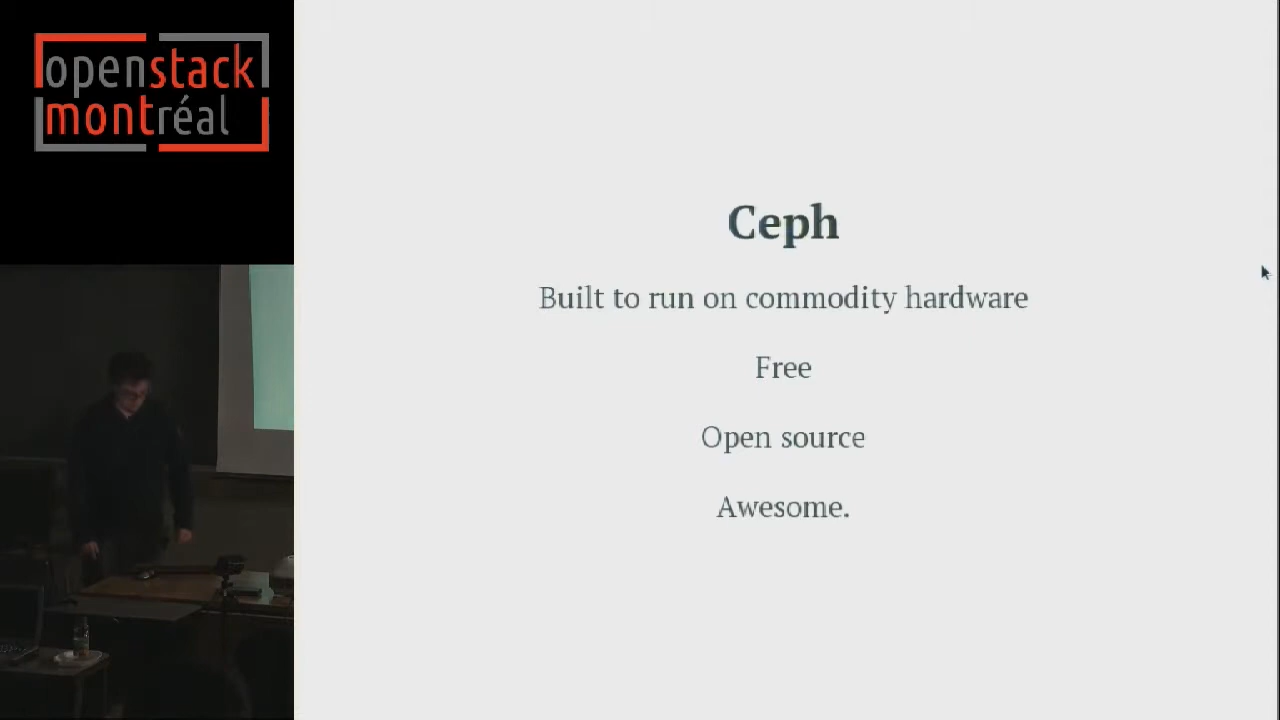 openstack
montréal
Ceph
Built to run on commodity hardware
Free
Open source
Awesome.